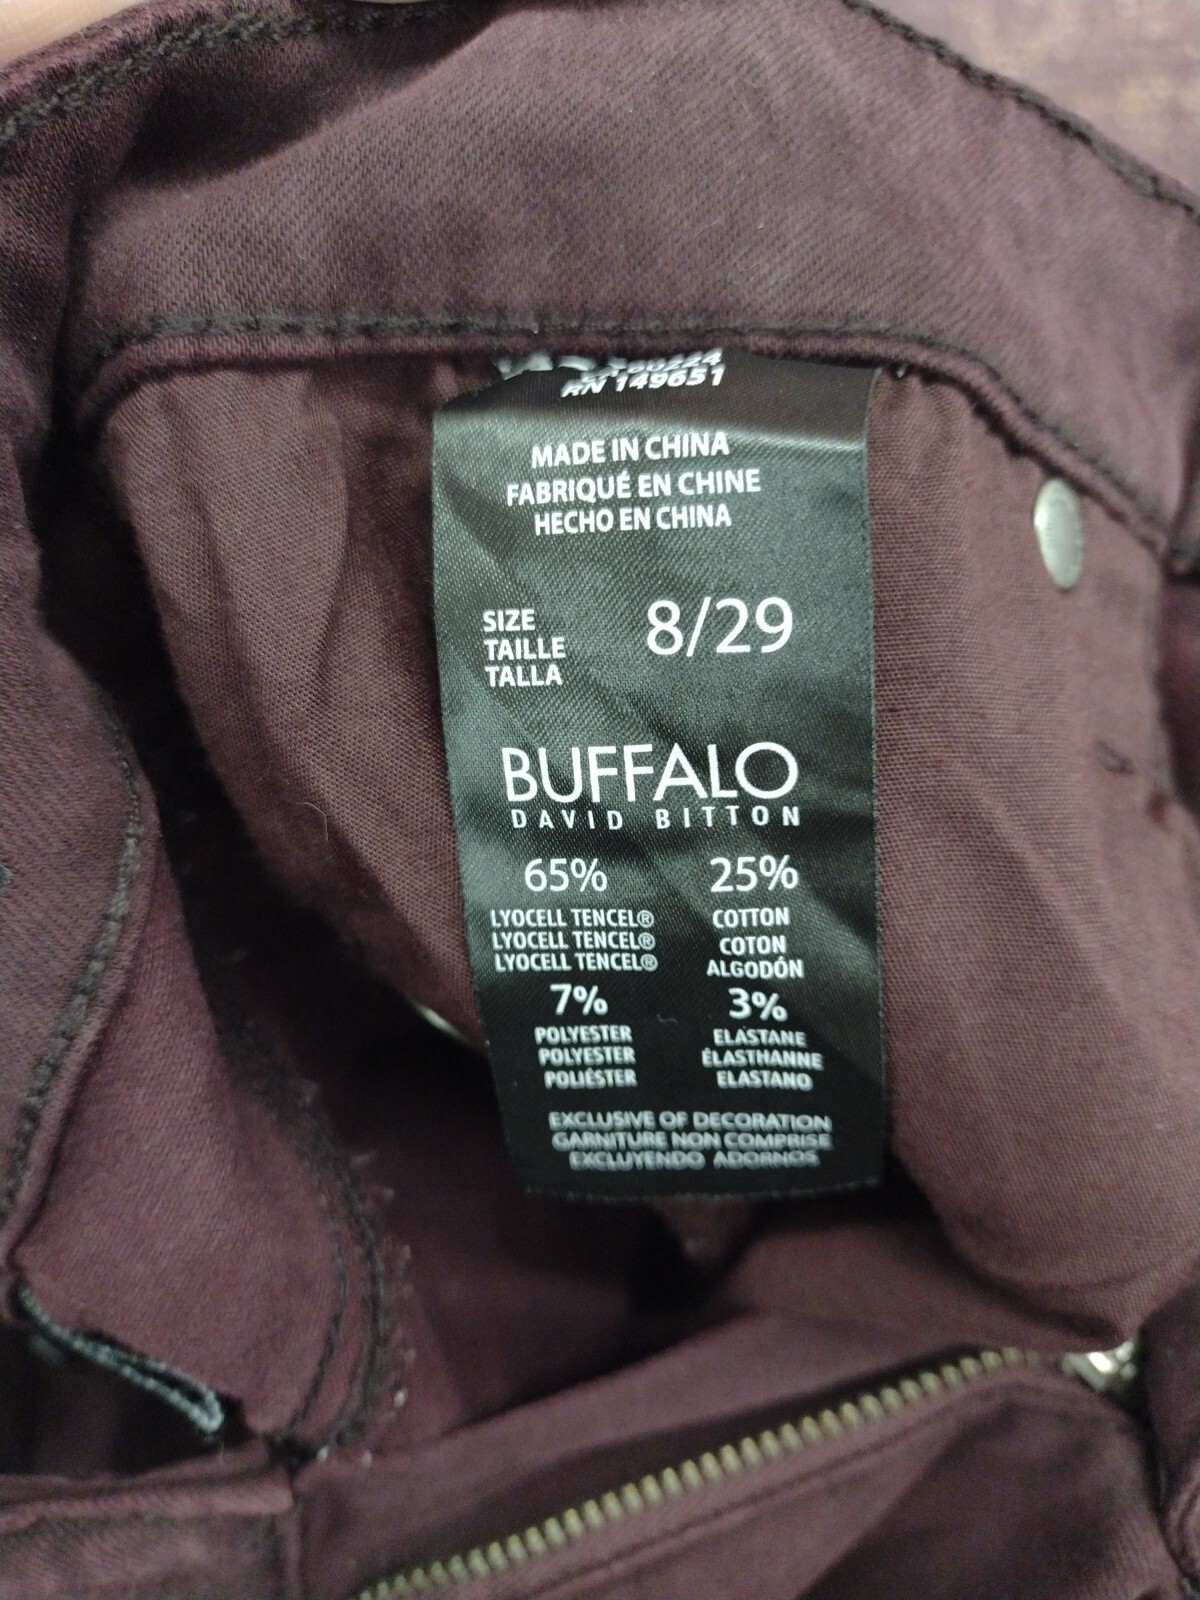 RN 149651
MADE IN CHINA
FABRIQUÉ EN CHINE
HECHO EN CHINA
SIZE
TAILLE
TALLA
8/29
BUFFALO
DAVID BITTON
65% 25%
LYOCELL TENCEL® COTTON
LYOCELL TENCEL® COTON
LYOCELL TENCEL® ALGODÓN
7% 3%
POLYESTER ELASTANE
POLYESTER ÉLASTHANNE
POLIÉSTER ELASTANO
EXCLUSIVE OF DECORATION
GARNITURE NON COMPRISE
EXCLUYENDO ADORNOS